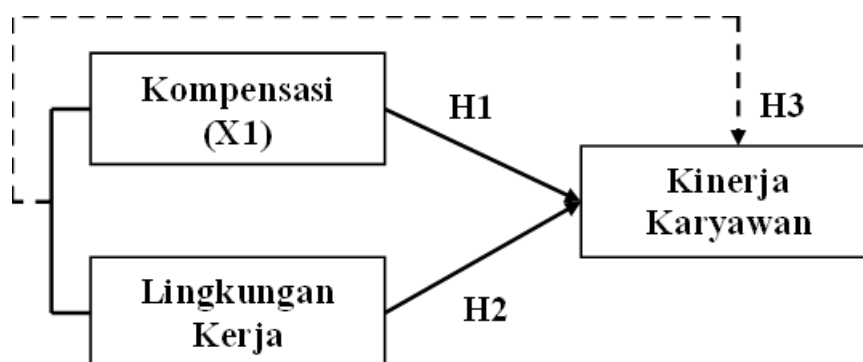 Kompensasi
(X1)
H1
H3
Kinerja
Karyawan
Lingkungan
Kerja
H2